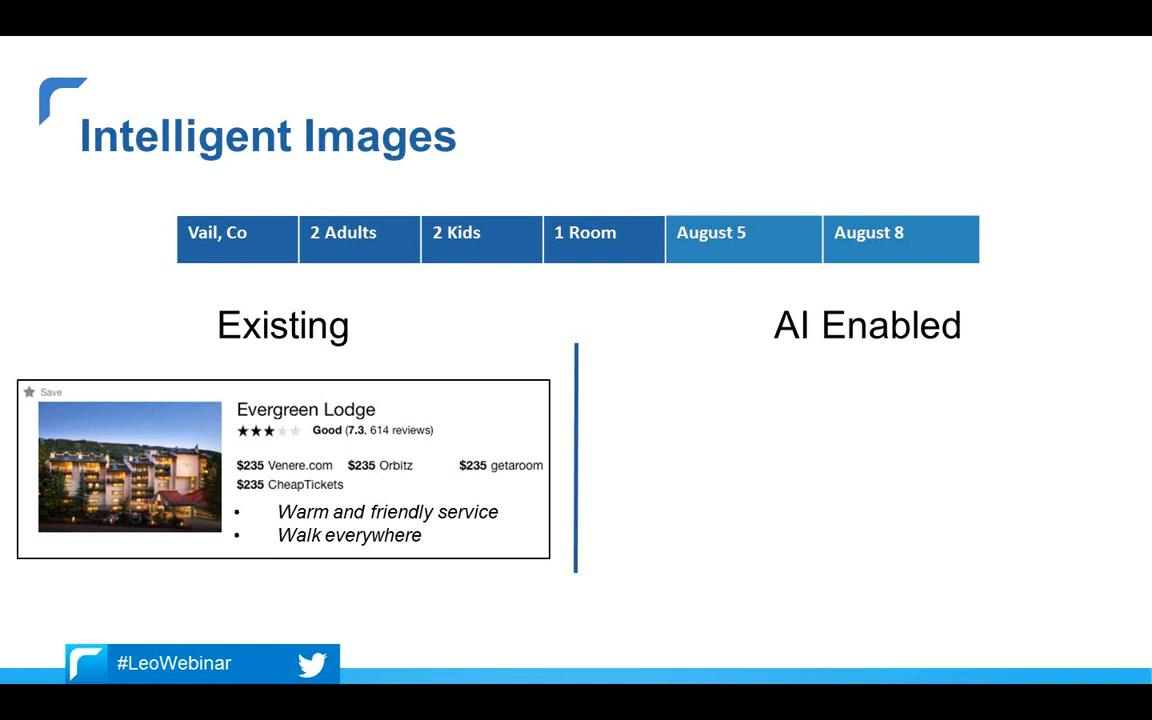 Intelligent Images
Vail, Co 2 Adults 2 Kids 1 Room August 5 August 8
Existing
AI Enabled
Save
Evergreen Lodge
Good (7.3, 614 reviews)
$235 Venere.com $235 Orbitz $235 getaroom
$235 CheapTickets
• Warm and friendly service
• Walk everywhere
#LeoWebinar